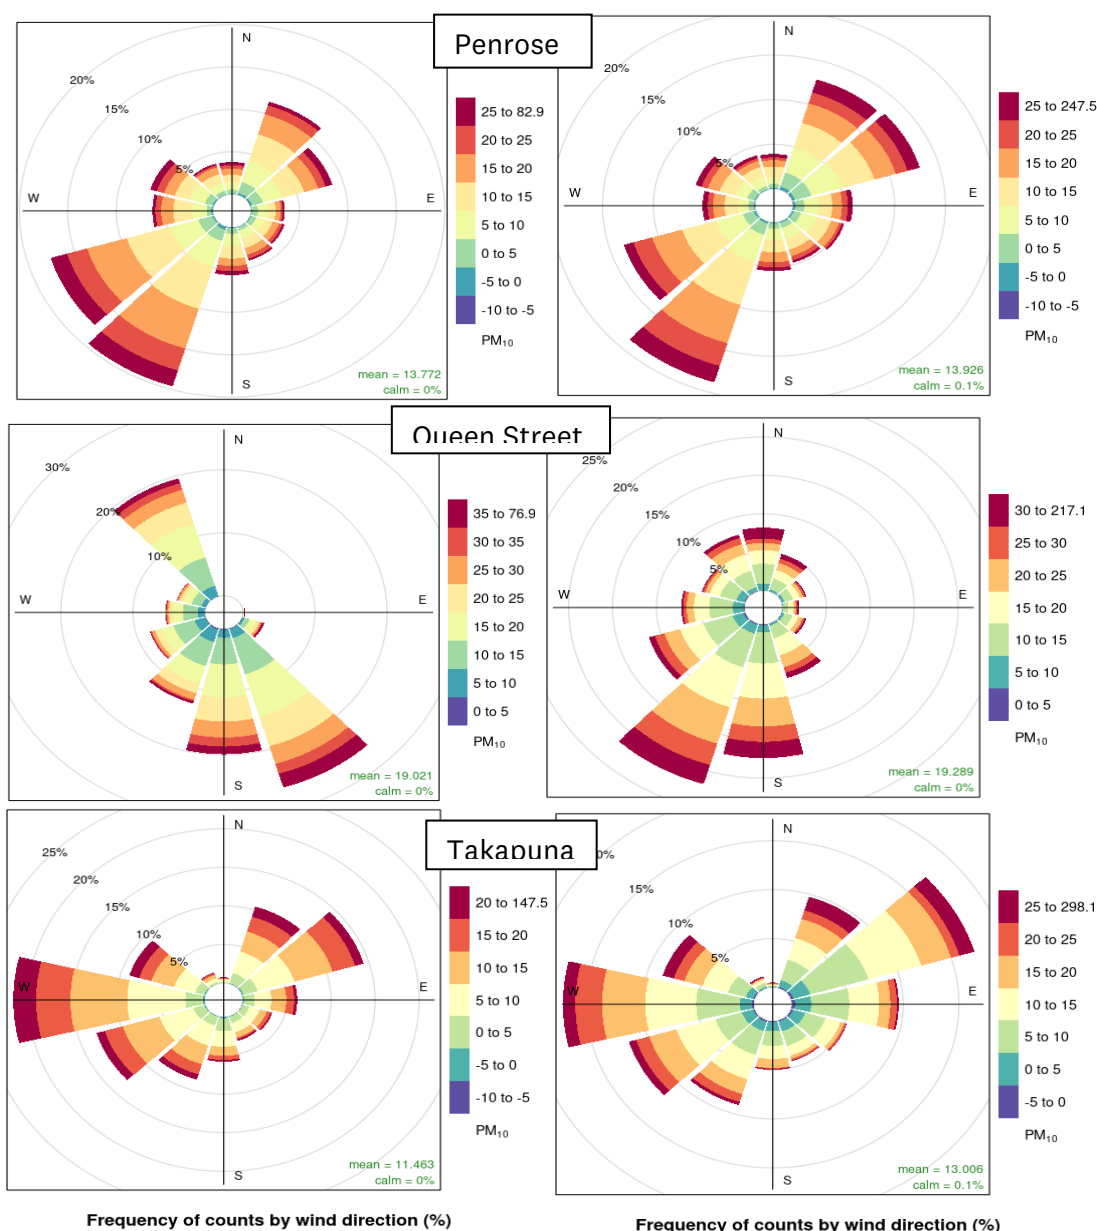 Penrose
N
20%
15%
10%
5%
W
E
S
mean = 13.772
calm = 0%
25 to 82.9
20 to 25
15 to 20
10 to 15
5 to 10
0 to 5
-5 to 0
-10 to -5
PM10
N
20%
15%
10%
5%
W
E
S
mean = 13.926
calm = 0.1%
25 to 247.5
20 to 25
15 to 20
10 to 15
5 to 10
0 to 5
-5 to 0
-10 to -5
PM10
Queen Street
N
30%
20%
10%
W
E
S
mean = 19.021
calm = 0%
35 to 76.9
30 to 35
25 to 30
20 to 25
15 to 20
10 to 15
5 to 10
0 to 5
PM10
N
25%
20%
15%
10%
5%
W
E
S
mean = 19.289
calm = 0%
30 to 217.1
25 to 30
20 to 25
15 to 20
10 to 15
5 to 10
0 to 5
PM10
Takapuna
N
25%
20%
15%
10%
5%
W
E
S
mean = 11.463
calm = 0%
20 to 147.5
15 to 20
10 to 15
5 to 10
0 to 5
-5 to 0
-10 to -5
PM10
N
0%
15%
10%
5%
W
E
S
mean = 13.006
calm = 0.1%
25 to 298.1
20 to 25
15 to 20
10 to 15
5 to 10
0 to 5
-5 to 0
PM10
Frequency of counts by wind direction (%)
Frequency of counts by wind direction (%)